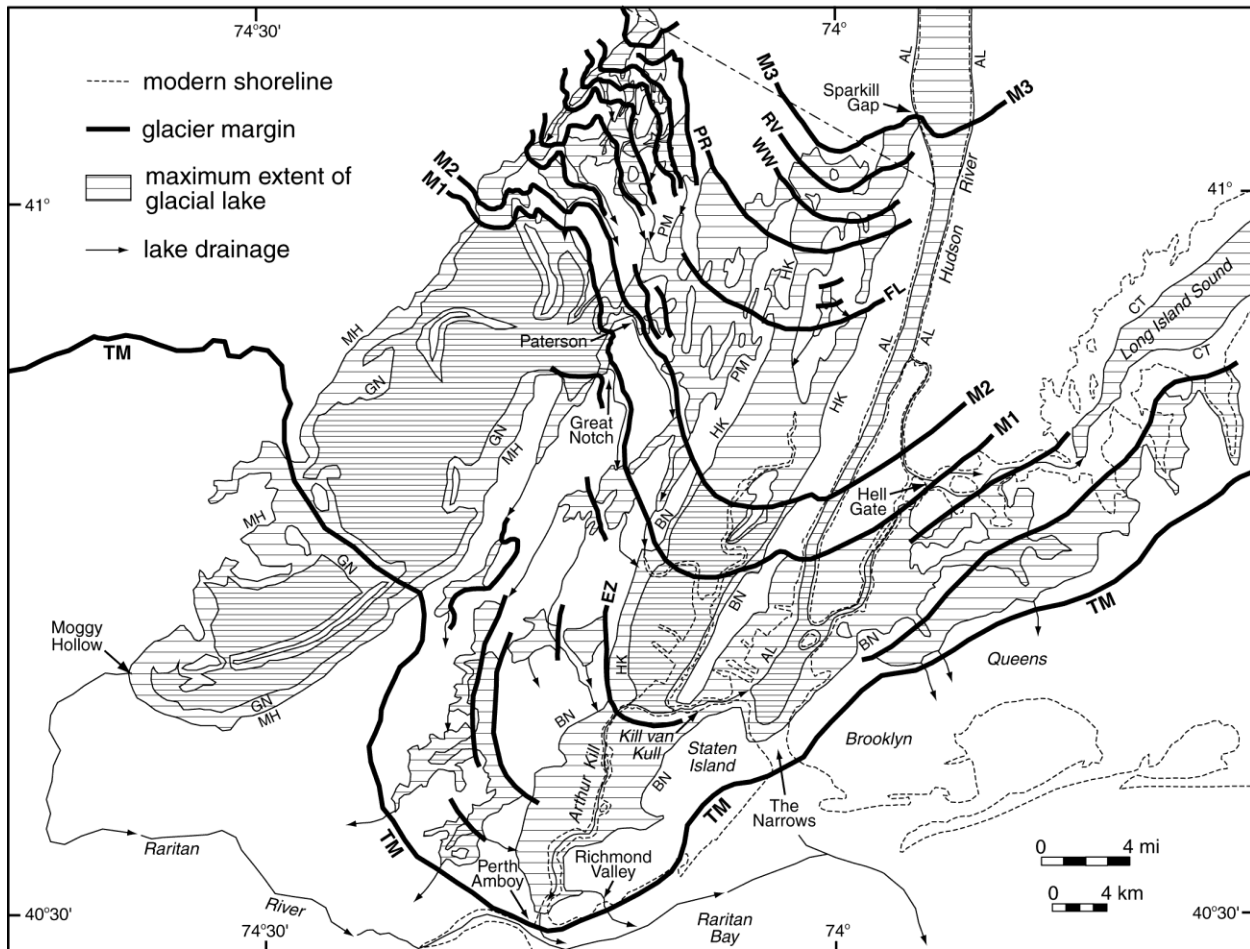 74°30'
74°
modern shoreline
glacier margin
maximum extent of
glacial lake
lake drainage
M3
RV
WW
PR
Sparkill
Gap
AL
AL
M3
River
Hudson
M2
M1
41°
41°
PM
HK
FL
MH
GN
Paterson
PM
HK
HK
AL
AL
CT
Long Island Sound
CT
TM
Great
Notch
GN
MH
M2
M1
Hell
Gate
MH
GN
BN
BN
EZ
HK
AL
BN
TM
Queens
Moggy
Hollow
GN
MH
BN
Kill van
Kull
Staten
Island
Brooklyn
BN
Arthur Kill
TM
The
Narrows
TM
Perth
Amboy
Richmond
Valley
Raritan
River
Raritan
Bay
0 4 mi
0 4 km
40°30'
40°30'
74°30'
74°